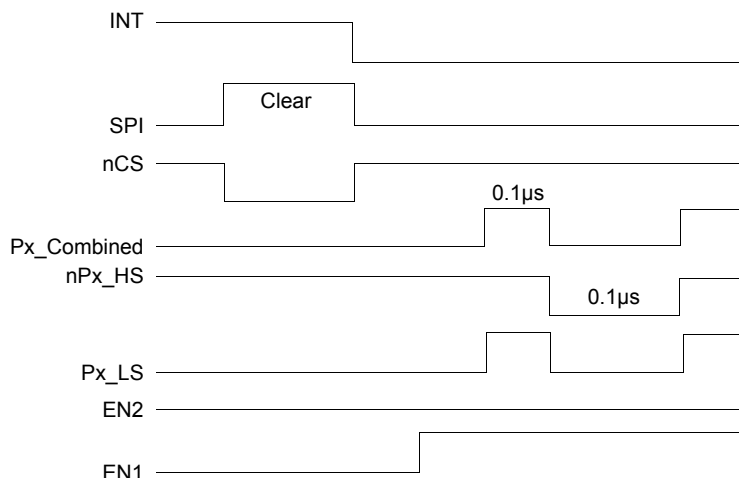 INT
Clear
SPI
nCS
0.1µs
Px_Combined
nPx_HS
0.1µs
Px_LS
EN2
EN1